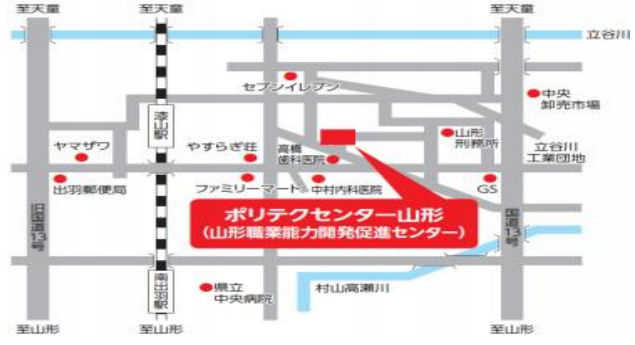 至天童
至天童
至天童
立谷川
セブンイレブン
中央
卸売市場
漆山駅
ヤマザワ
やすらぎ荘
高橋
歯科医院
山形
刑務所
立谷川
工業団地
出羽郵便局
ファミリーマート
中村内科医院
GS
旧国道13号
ポリテクセンター山形
(山形職業能力開発促進センター)
国道13号
南出羽駅
県立
中央病院
村山高瀬川
至山形
至山形
至山形